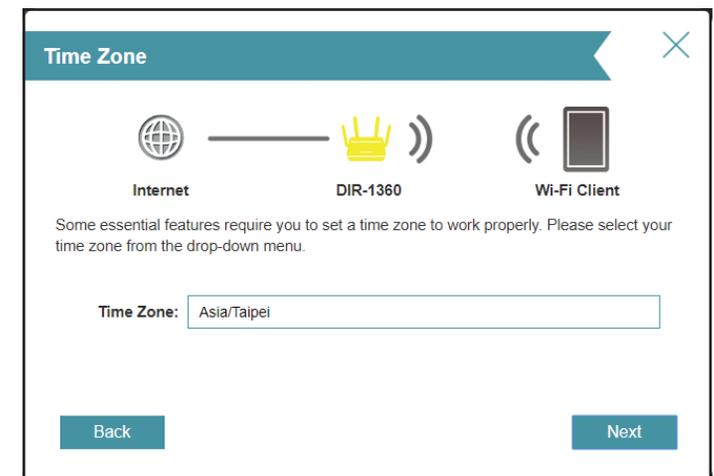 Time Zone
Internet
DIR-1360
Wi-Fi Client
Some essential features require you to set a time zone to work properly. Please select your
time zone from the drop-down menu.
Time Zone: Asia/Taipei
Back
Next